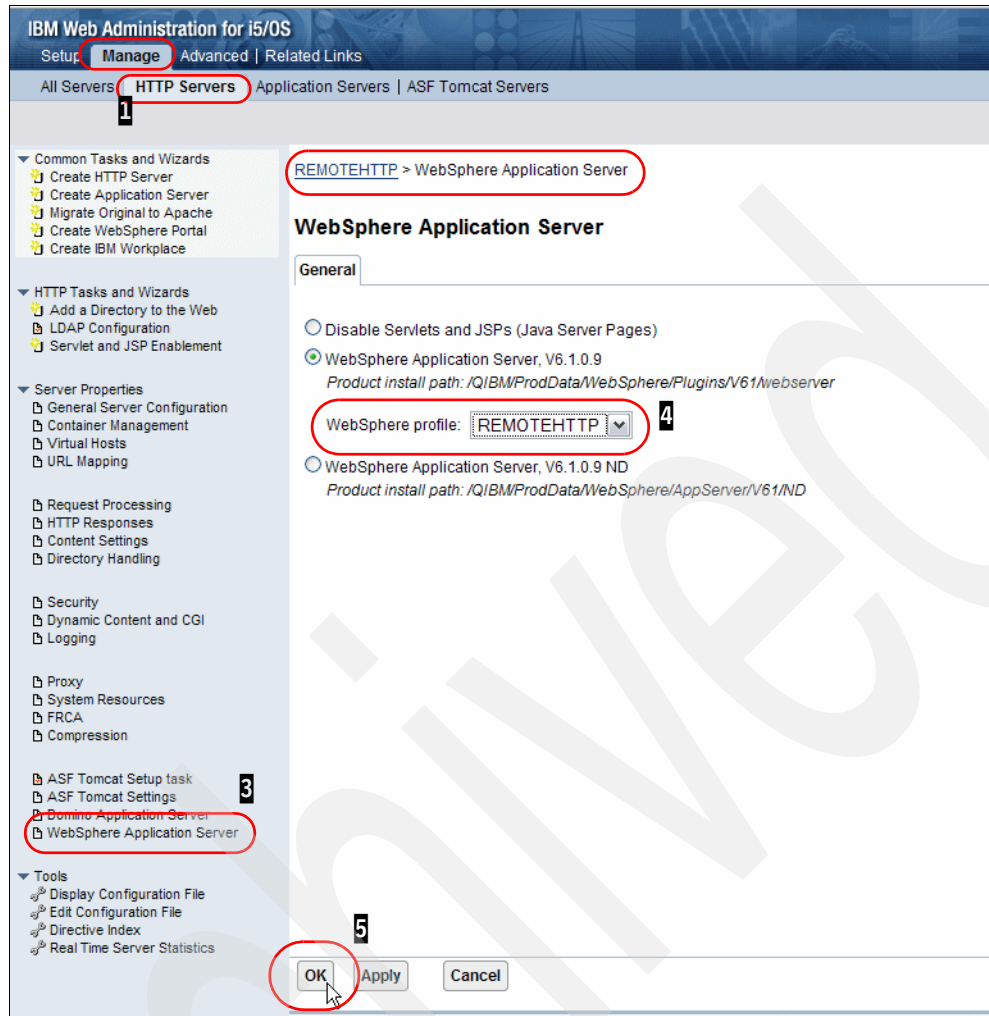 IBM Web Administration for i5/OS
Setup Manage Advanced | Related Links
All Servers | HTTP Servers Application Servers | ASF Tomcat Servers
1
Common Tasks and Wizards
Create HTTP Server
Create Application Server
Migrate Original to Apache
Create WebSphere Portal
Create IBM Workplace
HTTP Tasks and Wizards
Add a Directory to the Web
LDAP Configuration
Servlet and JSP Enablement
Server Properties
General Server Configuration
Container Management
Virtual Hosts
URL Mapping
Request Processing
HTTP Responses
Content Settings
Directory Handling
Security
Dynamic Content and CGI
Logging
Proxy
System Resources
FRCA
Compression
ASF Tomcat Setup task
3
ASF Tomcat Settings
Domino Application Server
WebSphere Application Server
Tools
Display Configuration File
Edit Configuration File
Directive Index
Real Time Server Statistics
REMOTEHTTP > WebSphere Application Server
WebSphere Application Server
General
Disable Servlets and JSPs (Java Server Pages)
WebSphere Application Server, V6.1.0.9
Product install path: /QIBM/ProdData/WebSphere/Plugins/V61/webserver
WebSphere profile: REMOTEHTTP 4
WebSphere Application Server, V6.1.0.9 ND
Product install path: /QIBM/ProdData/WebSphere/AppServer/V61/ND
5
OK Apply Cancel